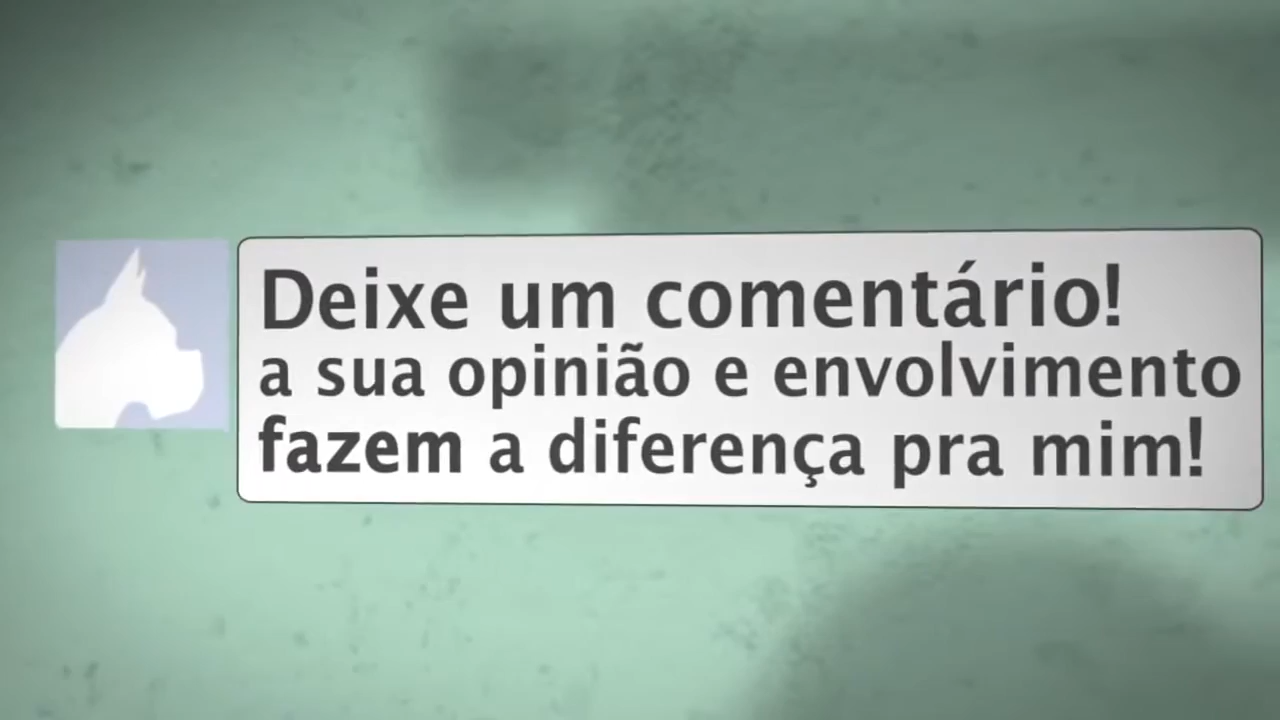 Deixe um comentário!
a sua opinião e envolvimento
fazem a diferença pra mim!